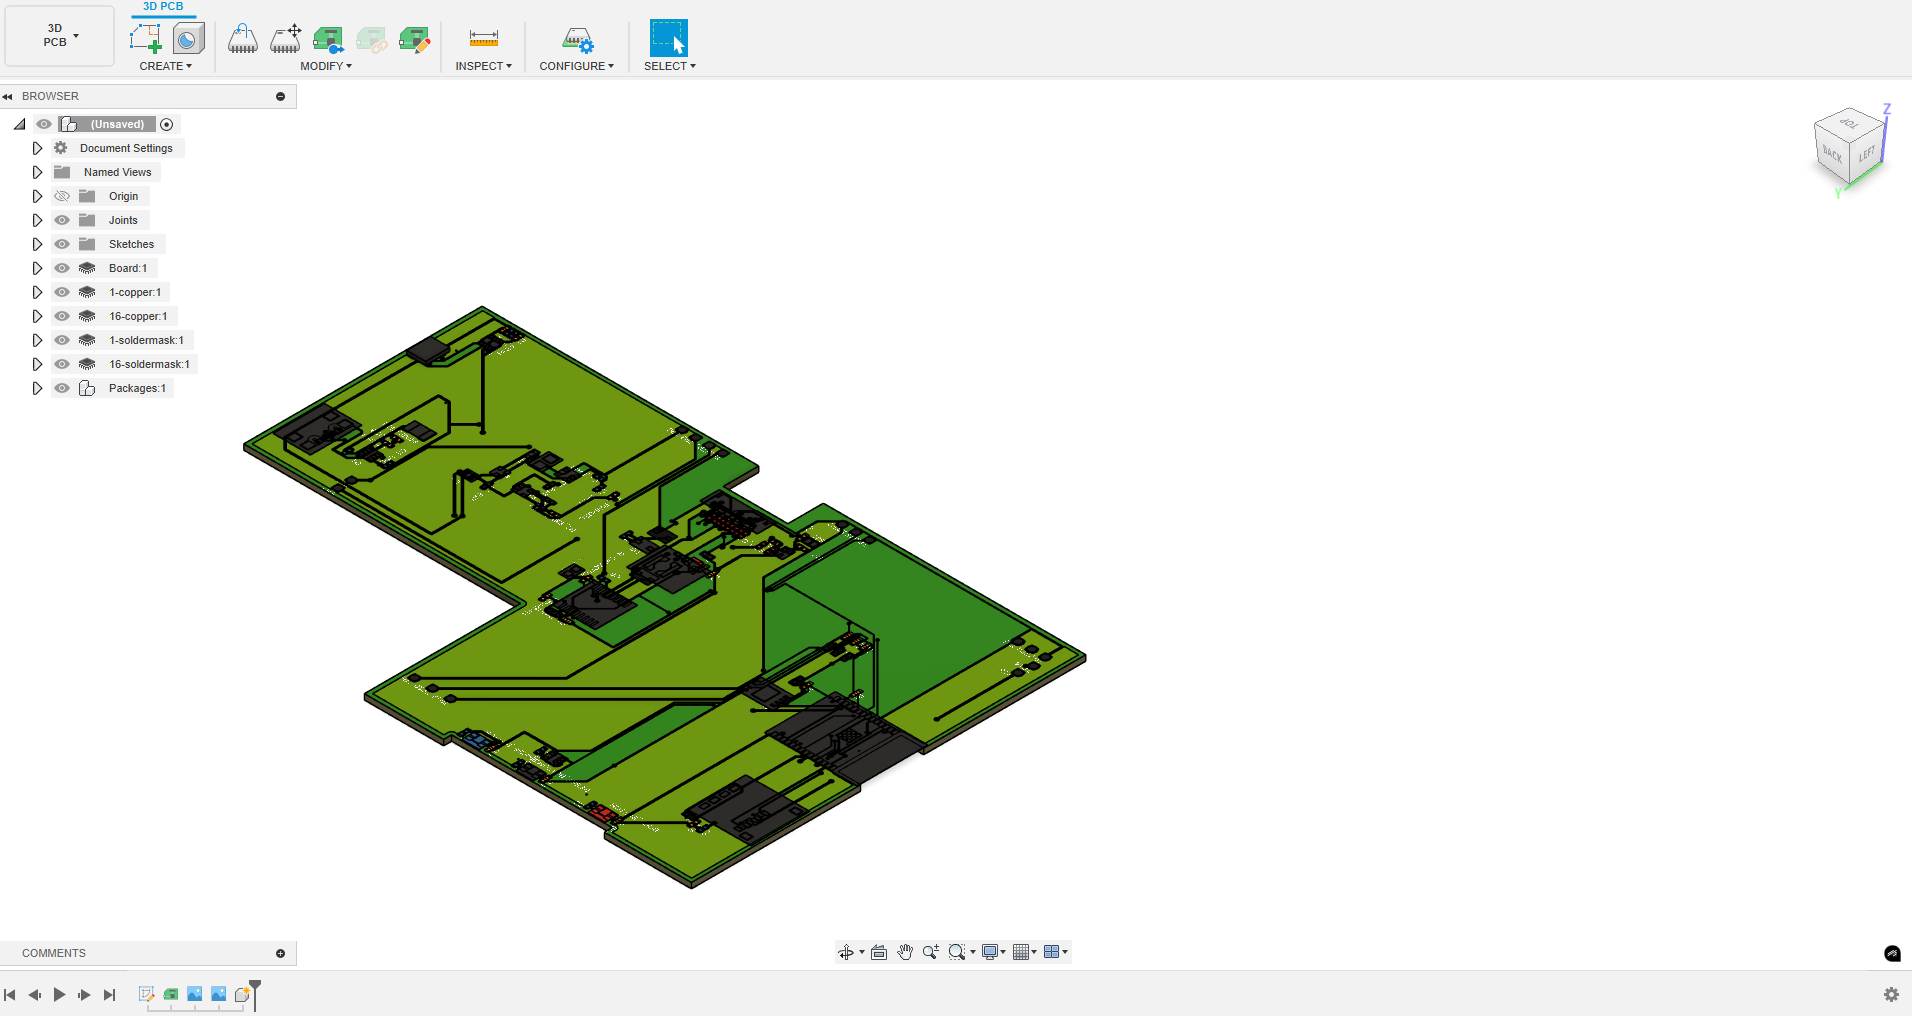 3D PCB
3D
PCB
CREATE
MODIFY
INSPECT
CONFIGURE
SELECT
BROWSER
(Unsaved)
Document Settings
Named Views
Origin
Joints
Sketches
Board:1
1-copper:1
16-copper:1
1-soldermask:1
16-soldermask:1
Packages:1
Z
TOP
BACK
LEFT
Y
COMMENTS